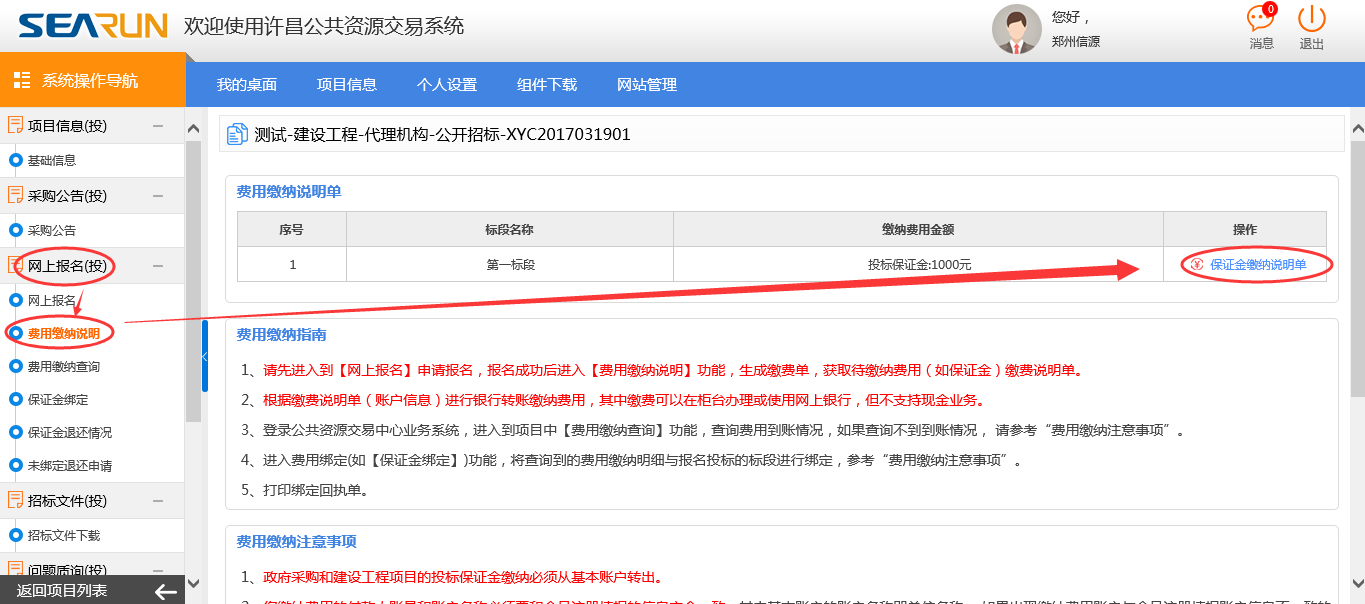 SEARUN 欢迎使用许昌公共资源交易系统
您好，
郑州信源
0
消息
退出
系统操作导航
我的桌面 项目信息 个人设置 组件下载 网站管理
项目信息(投)
基础信息
采购公告(投)
采购公告
网上报名(投)
网上报名
费用缴纳说明
费用缴纳查询
保证金绑定
保证金退还情况
未绑定退还申请
招标文件(投)
招标文件下载
问题质询(投)
返回项目列表
测试-建设工程-代理机构-公开招标-XYC2017031901
费用缴纳说明单
序号 标段名称 缴纳费用金额 操作
1 第一标段 投标保证金:1000元 保证金缴纳说明单
费用缴纳指南
1、请先进入到【网上报名】申请报名，报名成功后进入【费用缴纳说明】功能，生成缴费单，获取待缴纳费用（如保证金）缴费说明单。
2、根据缴费说明单（账户信息）进行银行转账缴纳费用，其中缴费可以在柜台办理或使用网上银行，但不支持现金业务。
3、登录公共资源交易中心业务系统，进入到项目中【费用缴纳查询】功能，查询费用到账情况，如果查询不到到账情况， 请参考“费用缴纳注意事项”。
4、进入费用绑定(如【保证金绑定】)功能，将查询到的费用缴纳明细与报名投标的标段进行绑定，参考“费用缴纳注意事项”。
5、打印绑定回执单。
费用缴纳注意事项
1、政府采购和建设工程项目的投标保证金缴纳必须从基本账户转出。